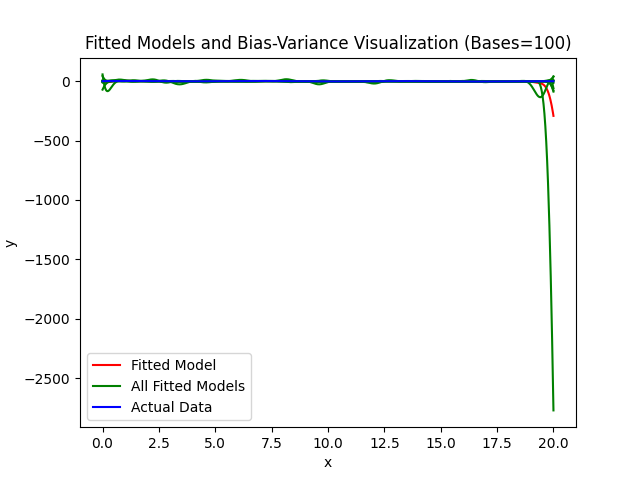 Fitted Models and Bias-Variance Visualization (Bases=100)
0
−500
−1000
−1500
−2000
−2500
y
Fitted Model
All Fitted Models
Actual Data
0.0 2.5 5.0 7.5 10.0 12.5 15.0 17.5 20.0
x